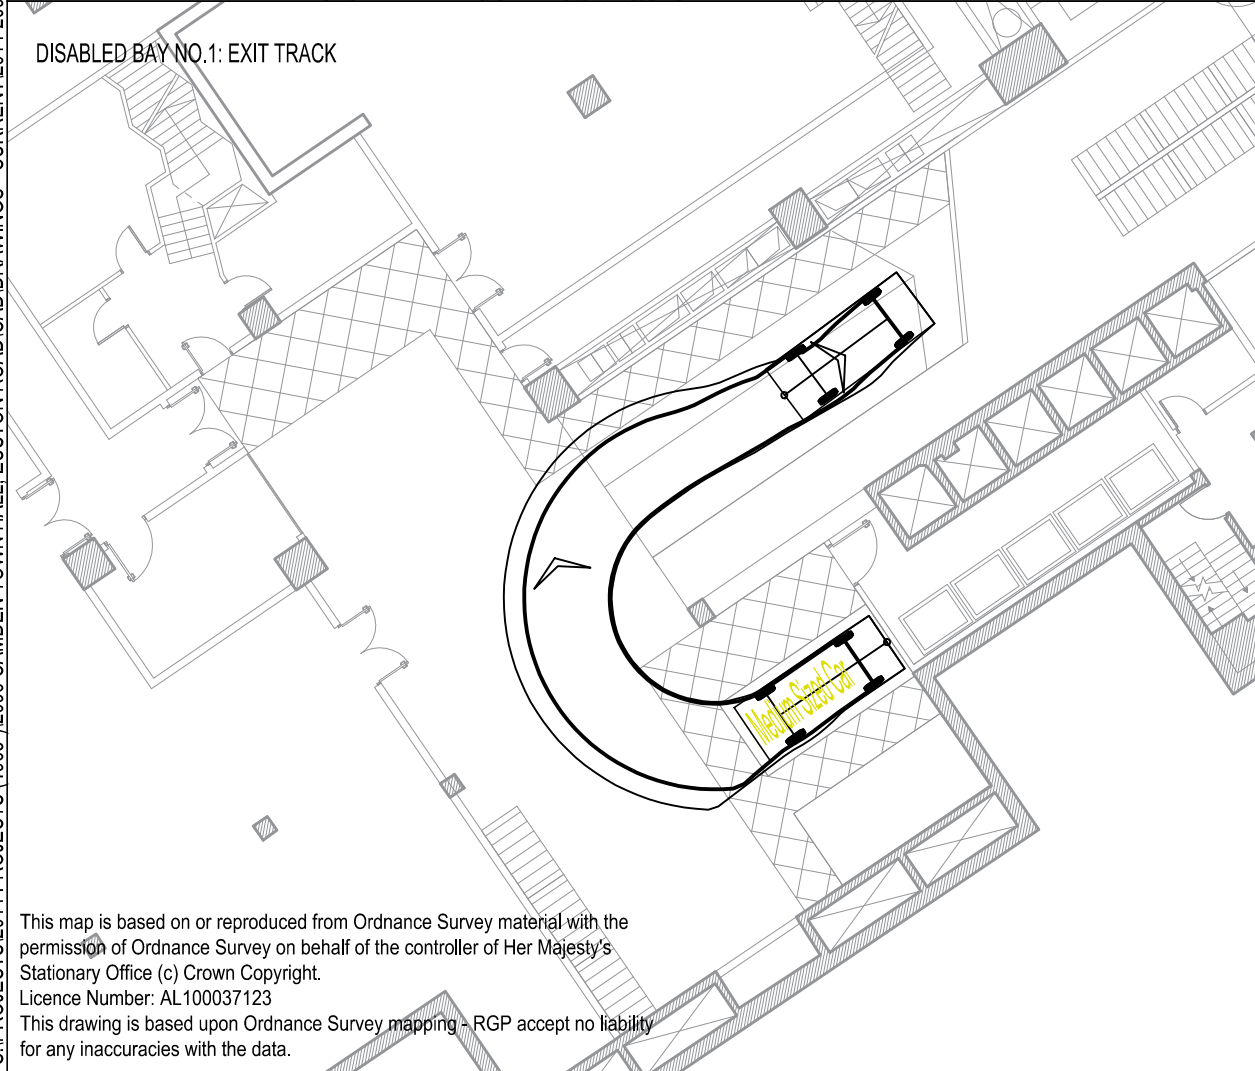 DISABLED BAY NO.1: EXIT TRACK
Medium Sized Car
This map is based on or reproduced from Ordnance Survey material with the
permission of Ordnance Survey on behalf of the controller of Her Majesty's
Stationary Office (c) Crown Copyright.
Licence Number: AL100037123
This drawing is based upon Ordnance Survey mapping - RGP accept no liability
for any inaccuracies with the data.